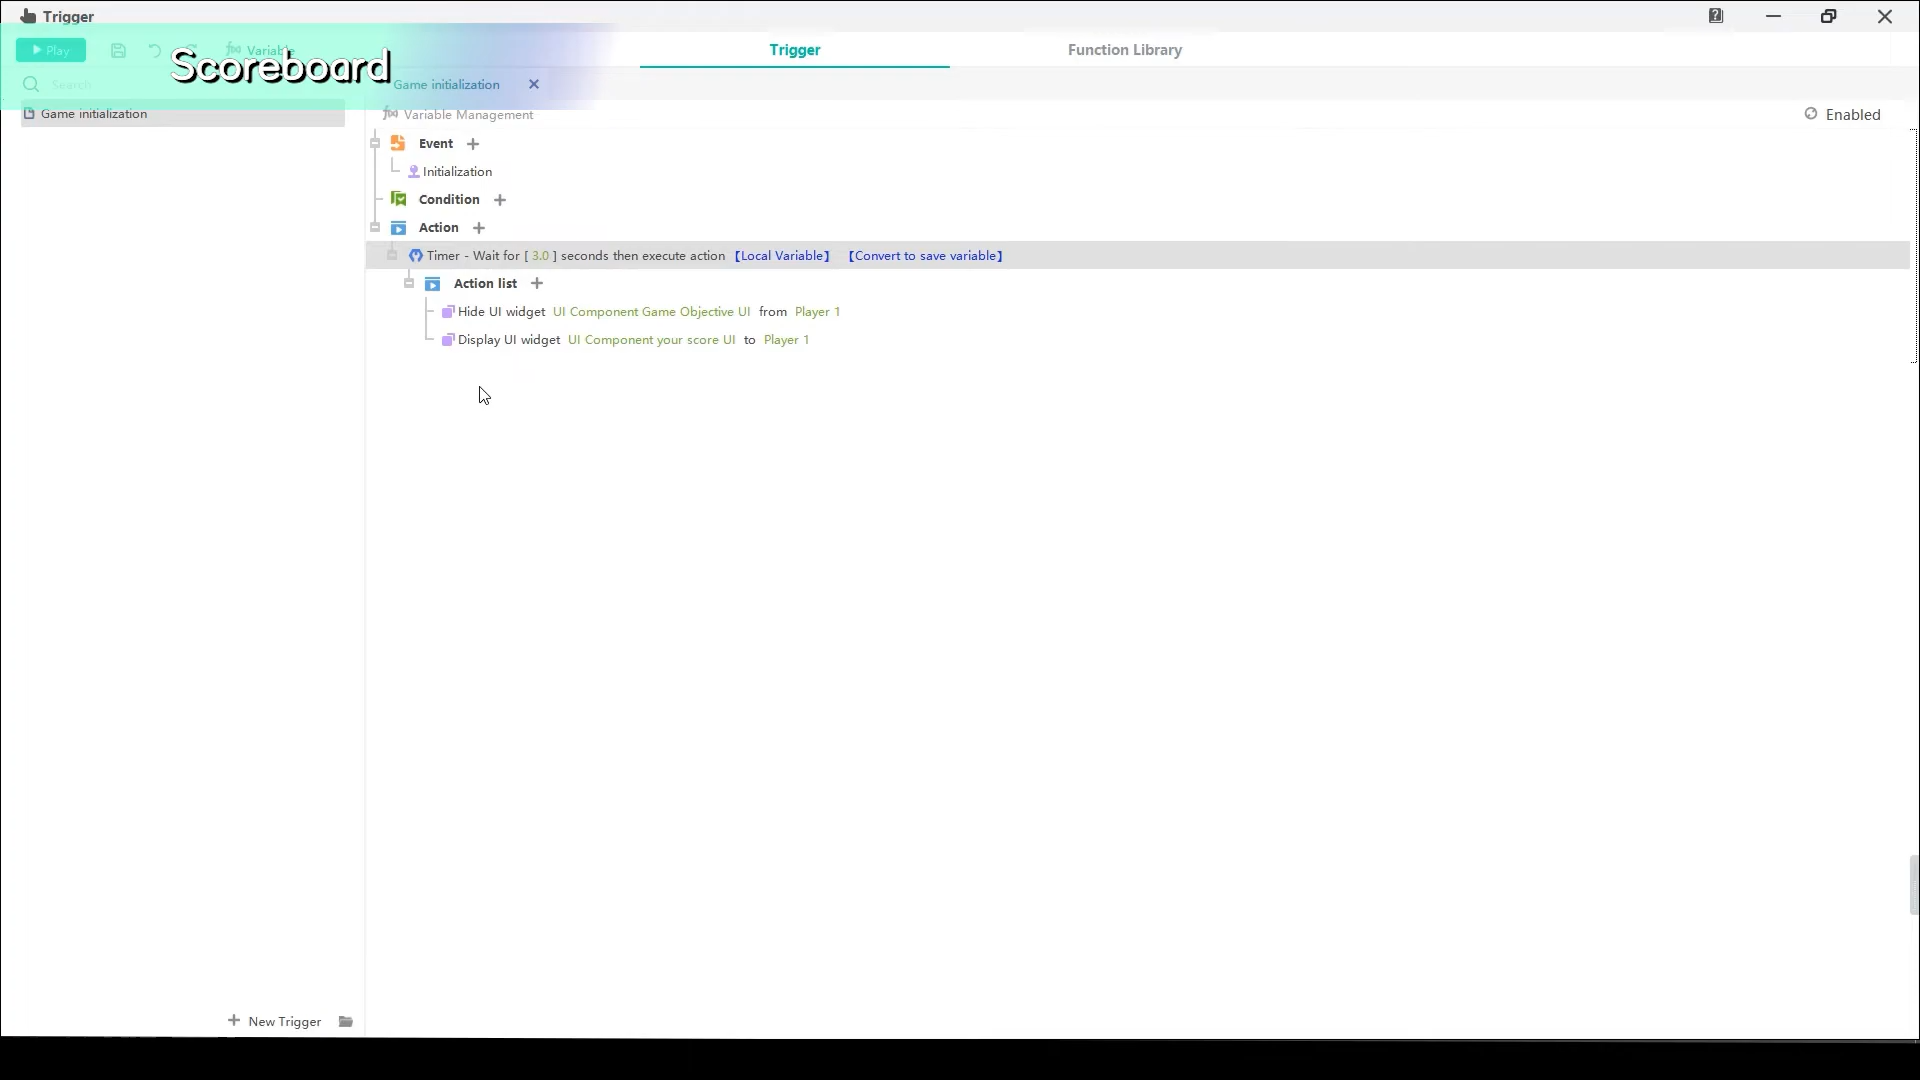 Trigger
Play
Variable
Scoreboard
Trigger
Function Library
Search
Game initialization
Game initialization
Variable Management
Enabled
Event
Initialization
Condition
Action
Timer - Wait for [ 3.0 ] seconds then execute action 【Local Variable】 【Convert to save variable】
Action list
Hide UI widget UI Component Game Objective UI from Player 1
Display UI widget UI Component your score UI to Player 1
New Trigger